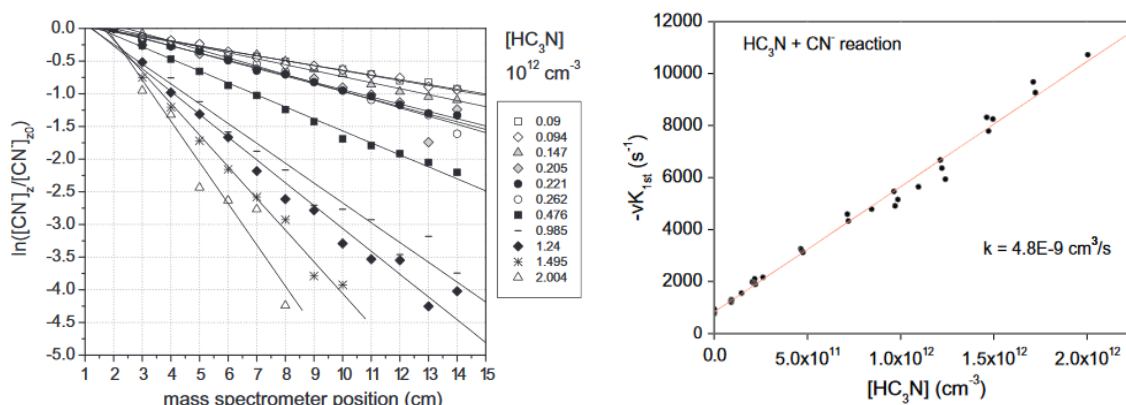 0.0
-0.5
-1.0
-1.5
-2.0
-2.5
-3.0
-3.5
-4.0
-4.5
-5.0
ln([CN⁻]z/[CN⁻]z0)
1 2 3 4 5 6 7 8 9 10 11 12 13 14 15
mass spectrometer position (cm)
[HC₃N]
10¹² cm⁻³
0.09
0.094
0.147
0.205
0.221
0.262
0.476
0.985
1.24
1.495
2.004
12000
10000
8000
6000
4000
2000
0
-vK₁ₛₜ (s⁻¹)
HC₃N + CN⁻ reaction
k = 4.8E-9 cm³/s
0.0 5.0x10¹¹ 1.0x10¹² 1.5x10¹² 2.0x10¹²
[HC₃N] (cm⁻³)